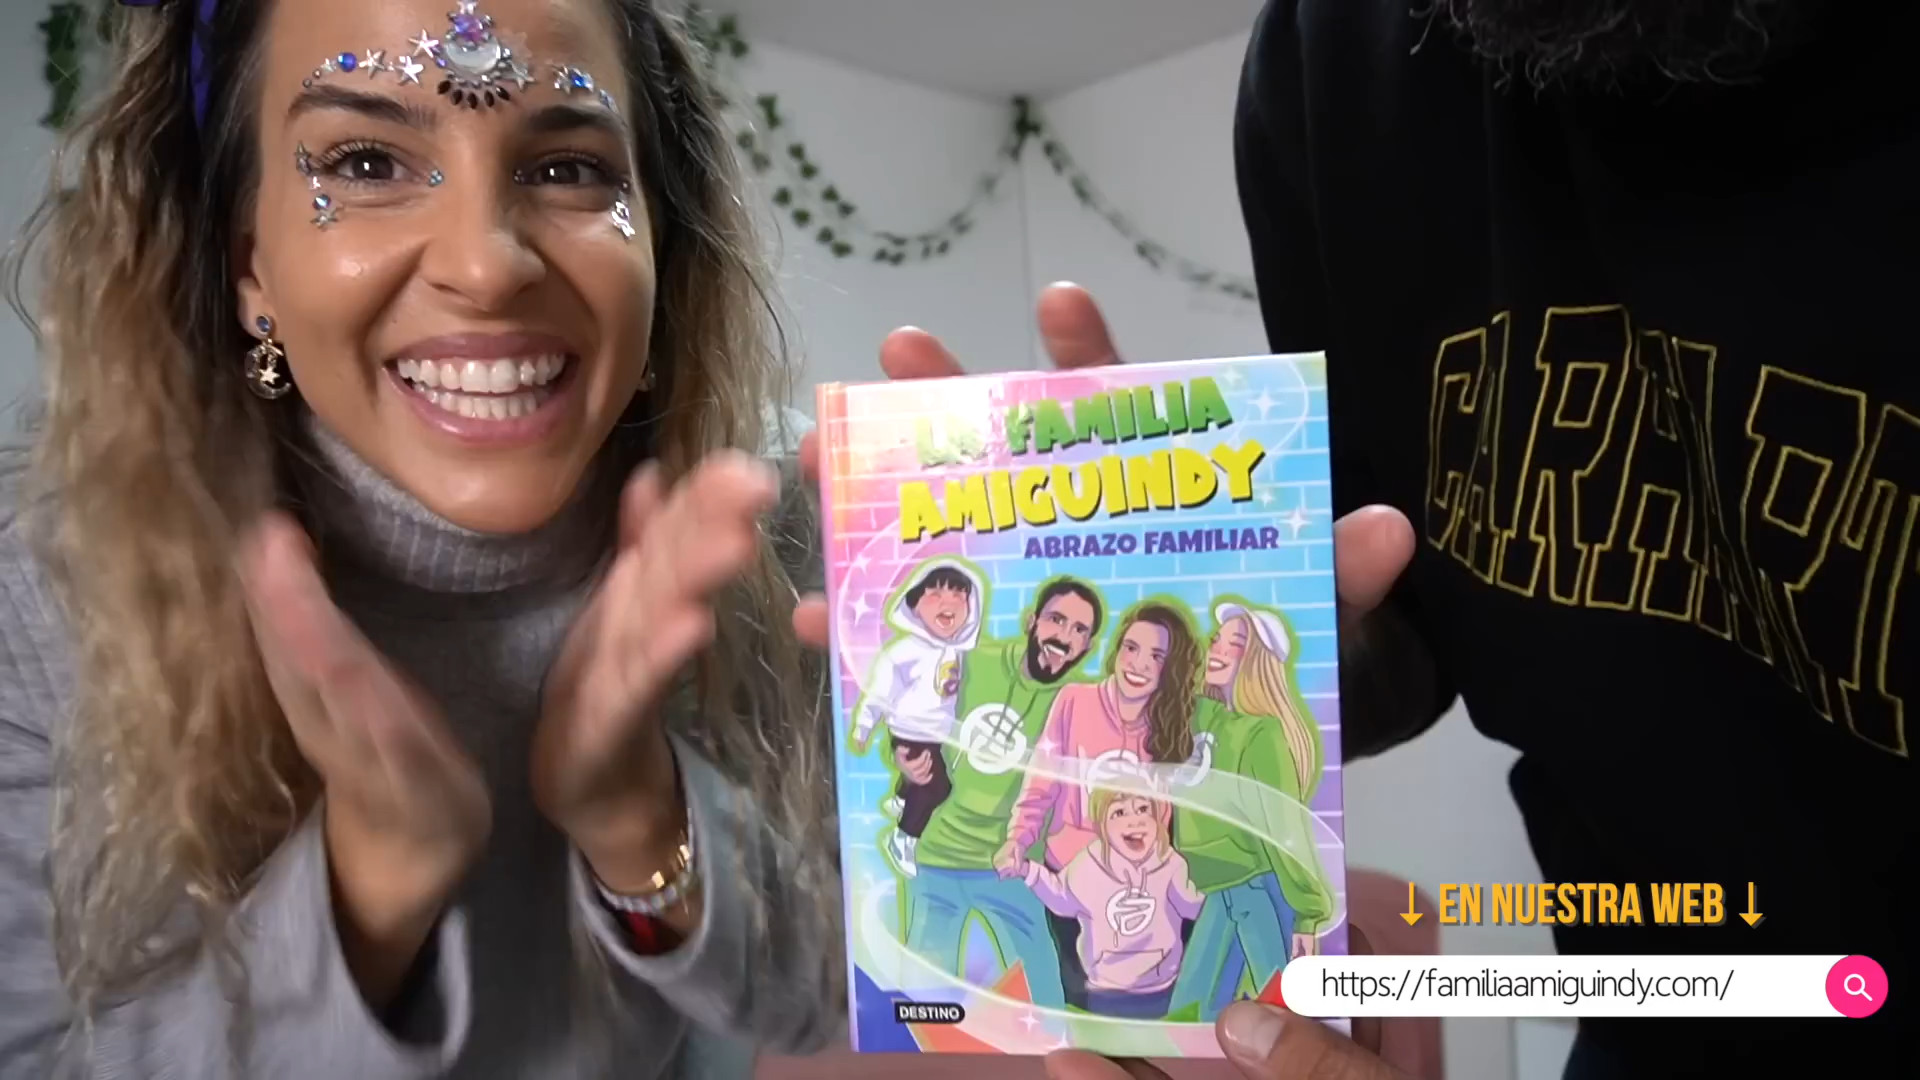 LA FAMILIA
AMIGUINDY
ABRAZO FAMILIAR
CARHARTT
DESTINO
↓ EN NUESTRA WEB ↓
https://familiaamiguindy.com/